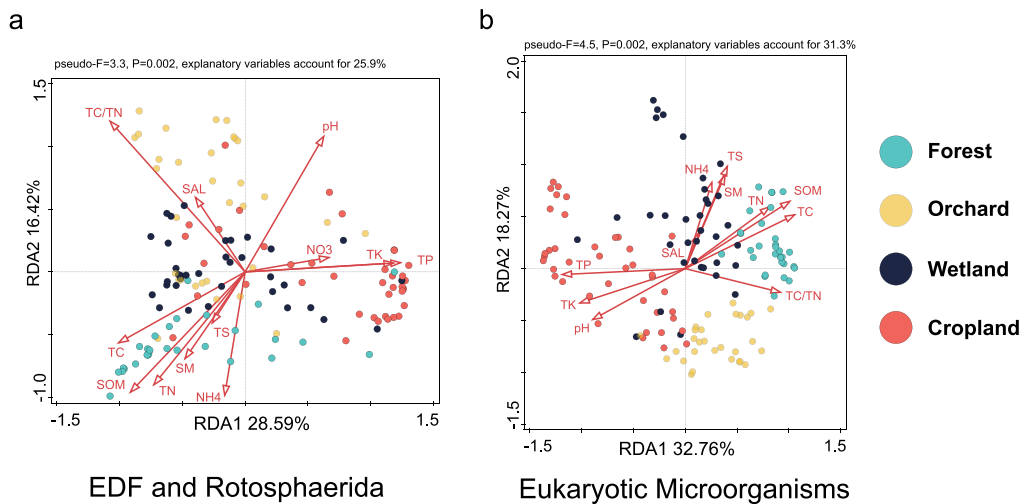 a
pseudo-F=3.3, P=0.002, explanatory variables account for 25.9%
1.5
TC/TN
pH
SAL
NO3
TK
TP
TS
TC
SM
SOM
TN
NH4
RDA2 16.42%
-1.0
-1.5
RDA1 28.59%
1.5
EDF and Rotosphaerida
b
pseudo-F=4.5, P=0.002, explanatory variables account for 31.3%
2.0
TS
NH4
SM
SOM
TN
TC
SAL
TP
TC/TN
TK
pH
RDA2 18.27%
-1.5
-1.5
RDA1 32.76%
1.5
Eukaryotic Microorganisms
Forest
Orchard
Wetland
Cropland